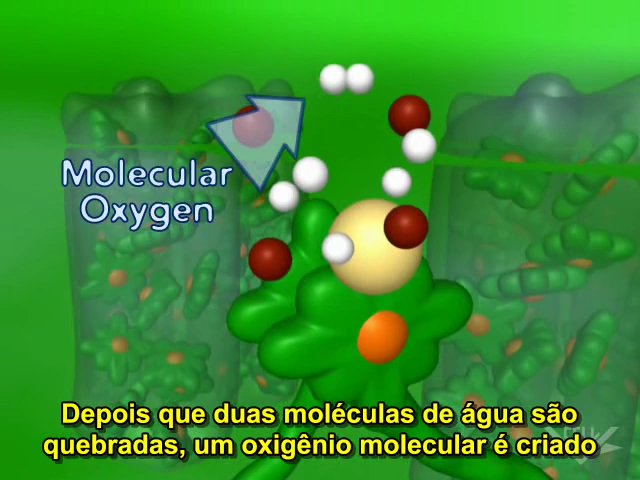 Molecular
Oxygen
Depois que duas moléculas de água são
quebradas, um oxigênio molecular é criado